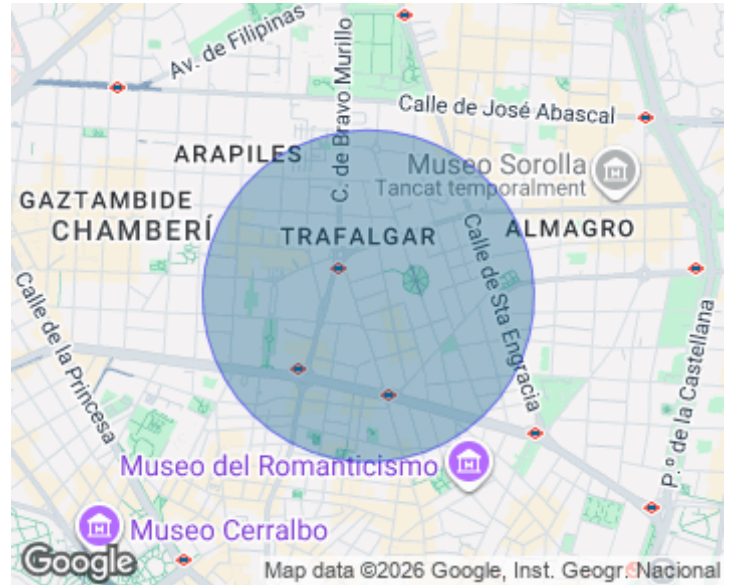 Av. de Filipinas
C. de Bravo Murillo
Calle de José Abascal
ARAPILES
Museo Sorolla
Tancat temporalment
GAZTAMBIDE
CHAMBERÍ
TRAFALGAR
ALMAGRO
Calle de Sta Engracia
Calle de la Princesa
P.º de la Castellana
Museo del Romanticismo
Museo Cerralbo
Google
Map data ©2026 Google, Inst. Geogr. Nacional